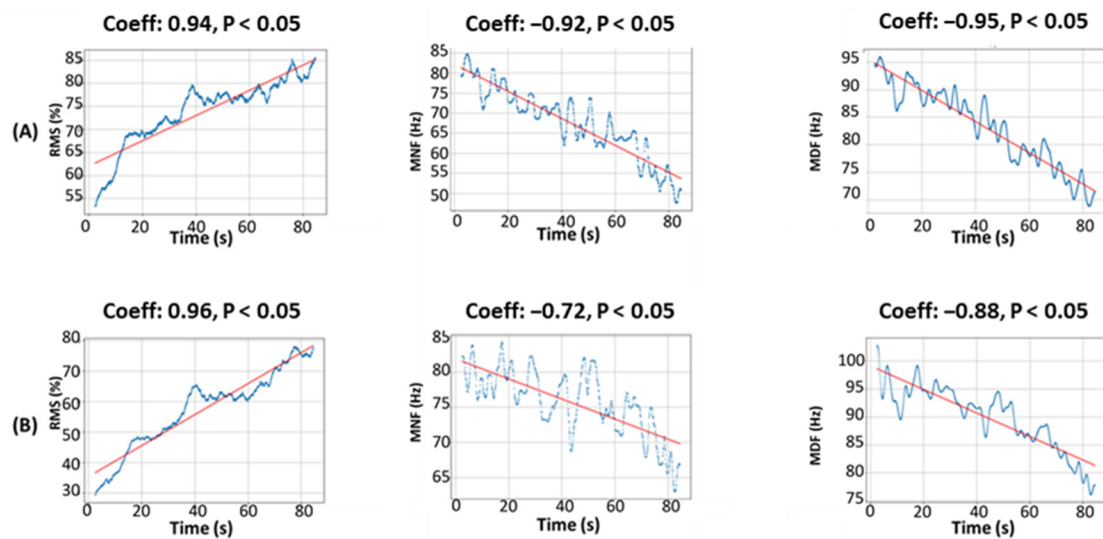 Coeff: 0.94, P < 0.05
Coeff: −0.92, P < 0.05
Coeff: −0.95, P < 0.05
(A)
RMS (%)
85
80
75
70
65
60
55
0 20 40 60 80
Time (s)
MNF (Hz)
85
80
75
70
65
60
55
50
0 20 40 60 80
Time (s)
MDF (Hz)
95
90
85
80
75
70
0 20 40 60 80
Time (s)
Coeff: 0.96, P < 0.05
Coeff: −0.72, P < 0.05
Coeff: −0.88, P < 0.05
(B)
RMS (%)
80
70
60
50
40
30
0 20 40 60 80
Time (s)
MNF (Hz)
85
80
75
70
65
0 20 40 60 80
Time (s)
MDF (Hz)
100
95
90
85
80
75
0 20 40 60 80
Time (s)